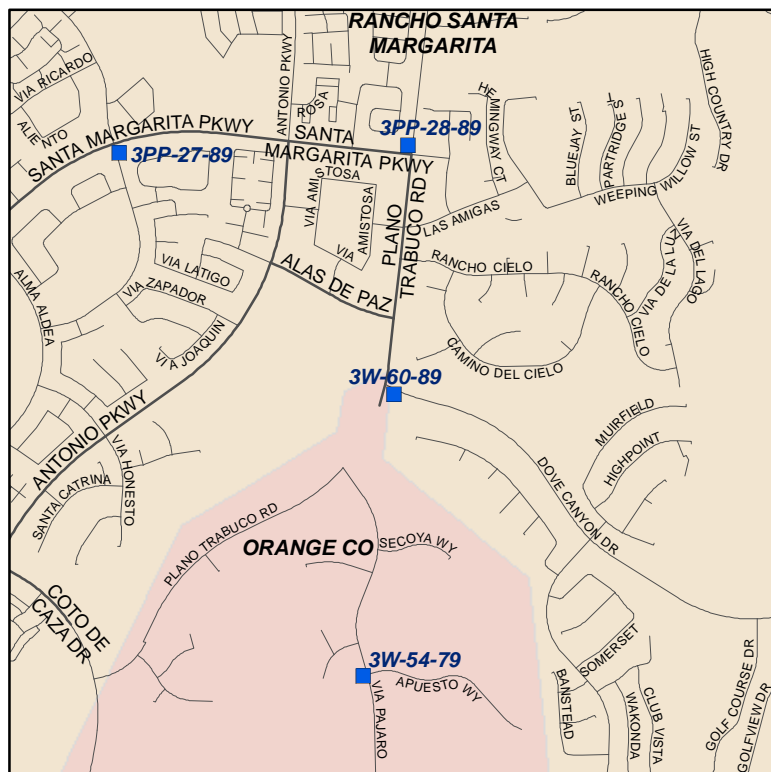 RANCHO SANTA
MARGARITA
VIA RICARDO
ALIE
NTO
SANTA MARGARITA PKWY
3PP-27-89
ANTONIO PKWY
ROSA
SANTA
MARGARITA PKWY
3PP-28-89
HEMINGWAY CT
BLUEJAY ST
PARTRIDGE ST
HIGH COUNTRY DR
WEEPING WILLOW ST
VIA AMISTOSA
VIA
AMISTOSA
PLANO
TRABUCO RD
LAS AMIGAS
RANCHO CIELO
RANCHO CIELO
VIA DE LA LUZ
VIA DEL LAGO
VIA LATIGO
VIA ZAPADOR
VIA JOAQUIN
ALAS DE PAZ
ALMA ALDEA
CAMINO DEL CIELO
3W-60-89
ANTONIO PKWY
VIA HONESTO
SANTA CATRINA
MUIRFIELD
HIGHPOINT
DOVE CANYON DR
PLANO TRABUCO RD
ORANGE CO
SECOYA WY
COTO DE
CAZA DR
3W-54-79
VIA PAJARO
APUESTO WY
SOMERSET
BANSTEAD
WAKONDA
CLUB VISTA
GOLF COURSE DR
GOLFVIEW DR